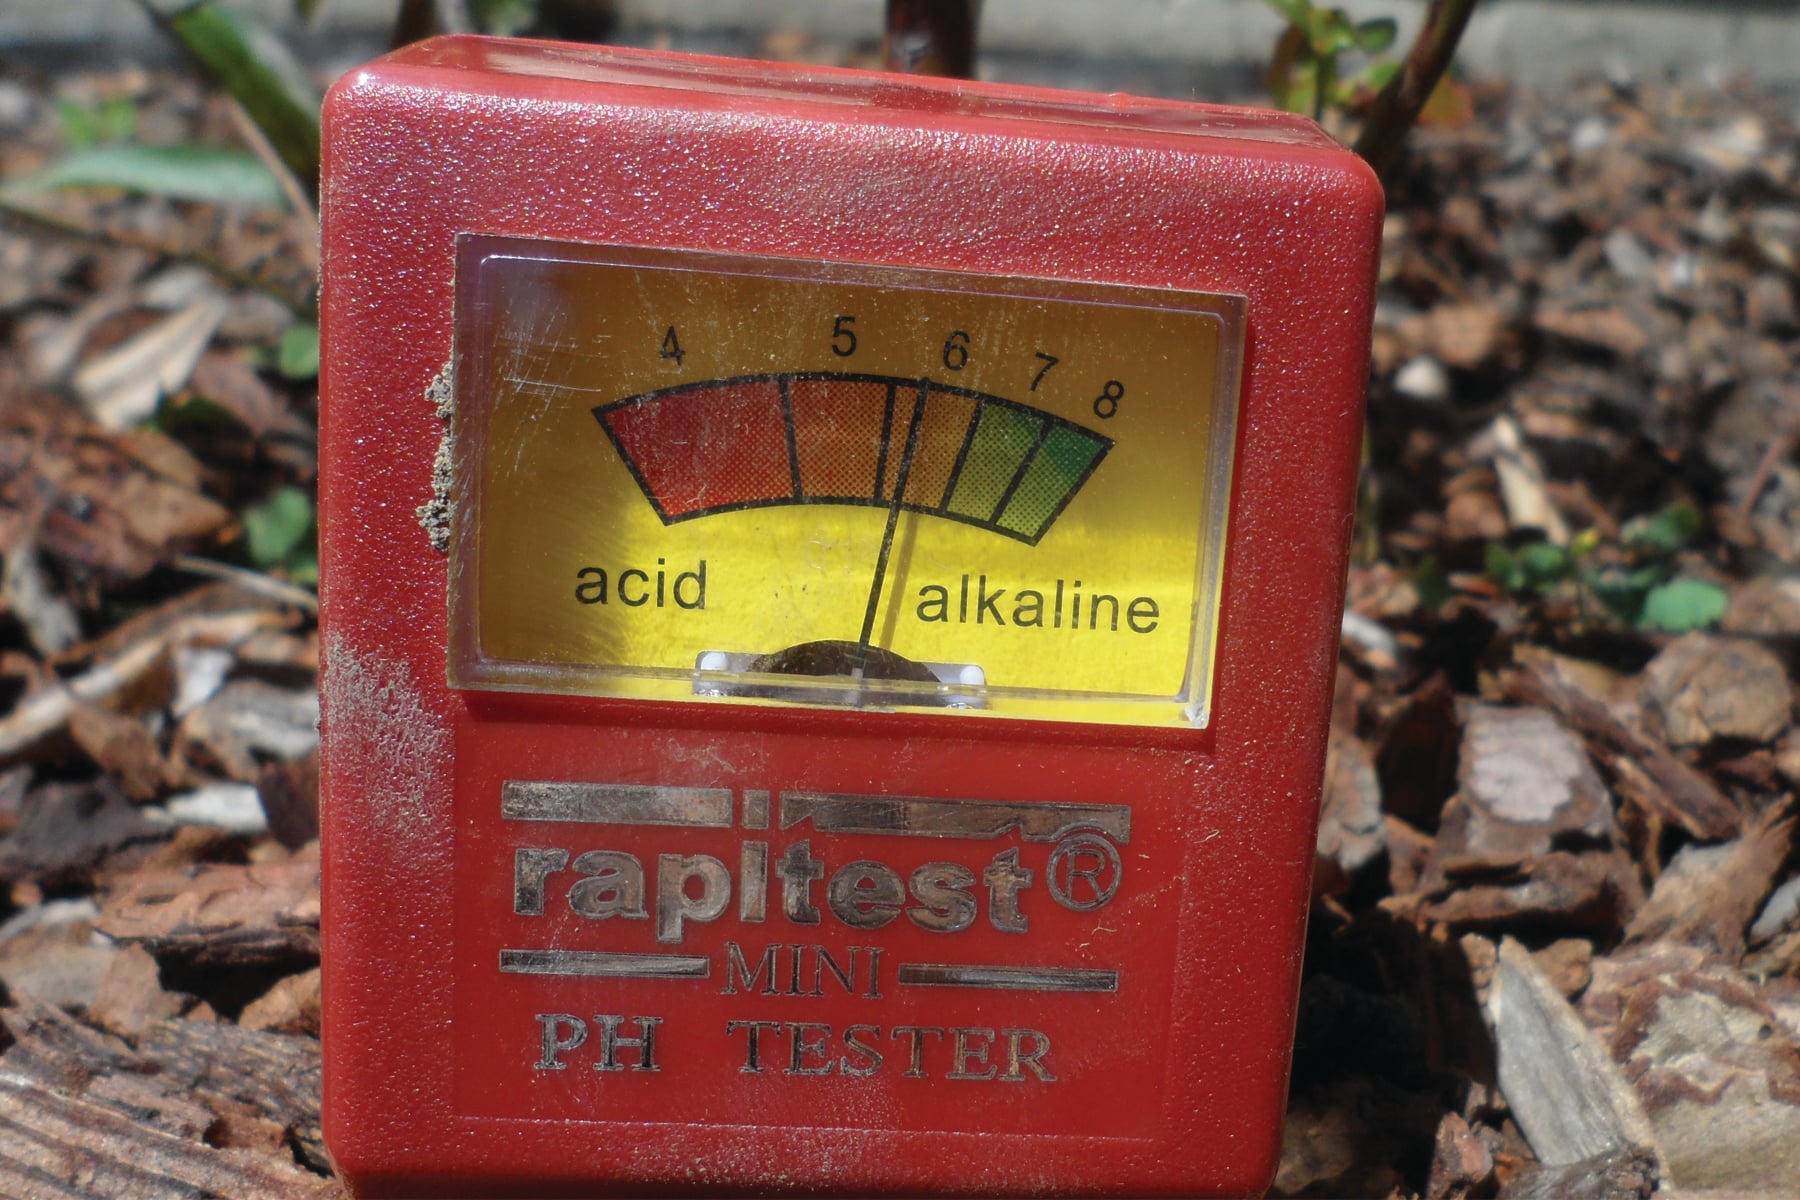 4 5 6 7 8
acid alkaline
rapitest®
MINI
PH TESTER